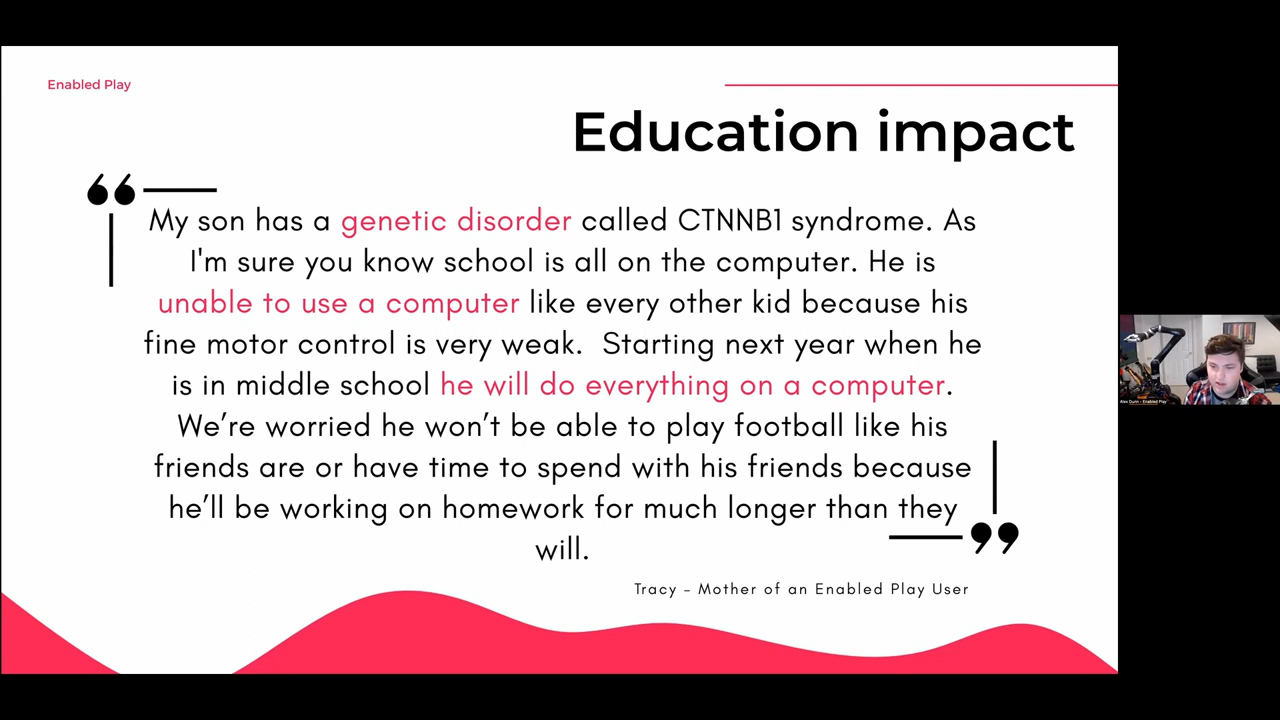 Enabled Play
Education impact
“
My son has a genetic disorder called CTNNB1 syndrome. As
I'm sure you know school is all on the computer. He is
unable to use a computer like every other kid because his
fine motor control is very weak.  Starting next year when he
is in middle school he will do everything on a computer.
We’re worried he won’t be able to play football like his
friends are or have time to spend with his friends because
he’ll be working on homework for much longer than they
will.
”
Tracy – Mother of an Enabled Play User
Alex Dunn - Enabled Play